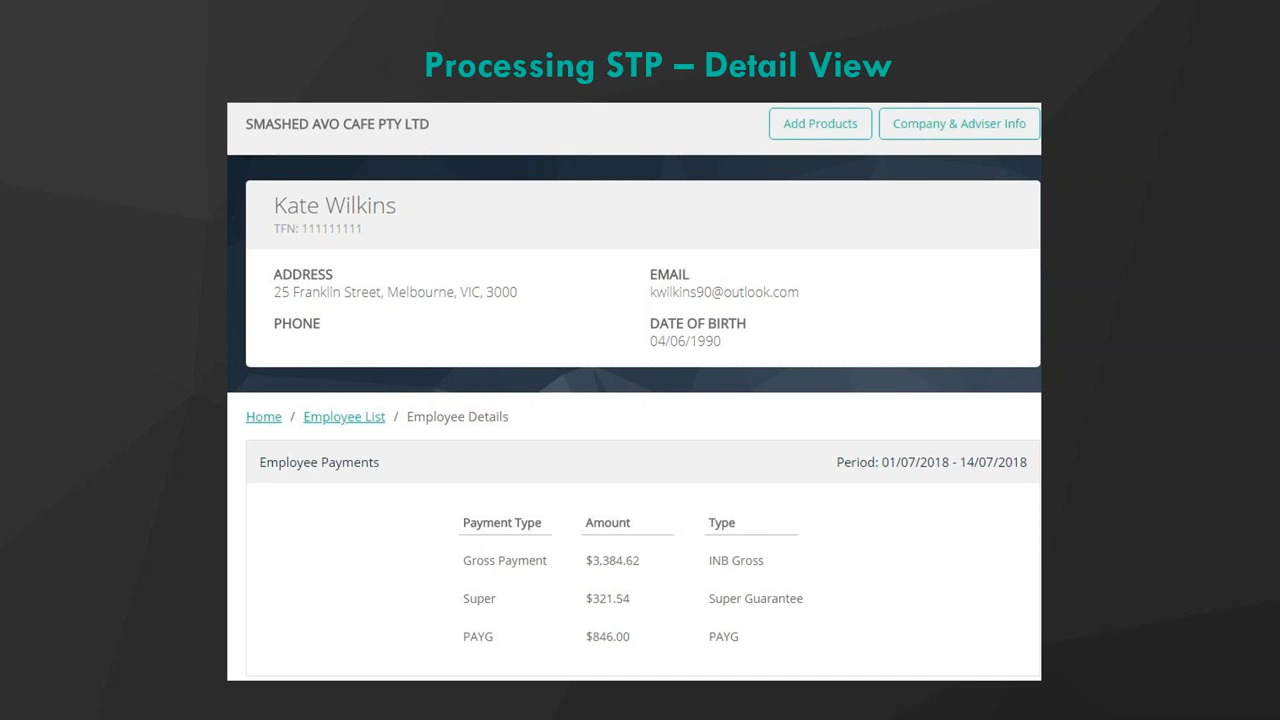 Processing STP – Detail View
SMASHED AVO CAFE PTY LTD
Add Products
Company & Adviser Info
Kate Wilkins
TFN: 111111111
ADDRESS
25 Franklin Street, Melbourne, VIC, 3000
EMAIL
kwilkins90@outlook.com
PHONE
DATE OF BIRTH
04/06/1990
Home / Employee List / Employee Details
Employee Payments
Period: 01/07/2018 - 14/07/2018
Payment Type Amount Type
Gross Payment $3,384.62 INB Gross
Super $321.54 Super Guarantee
PAYG $846.00 PAYG